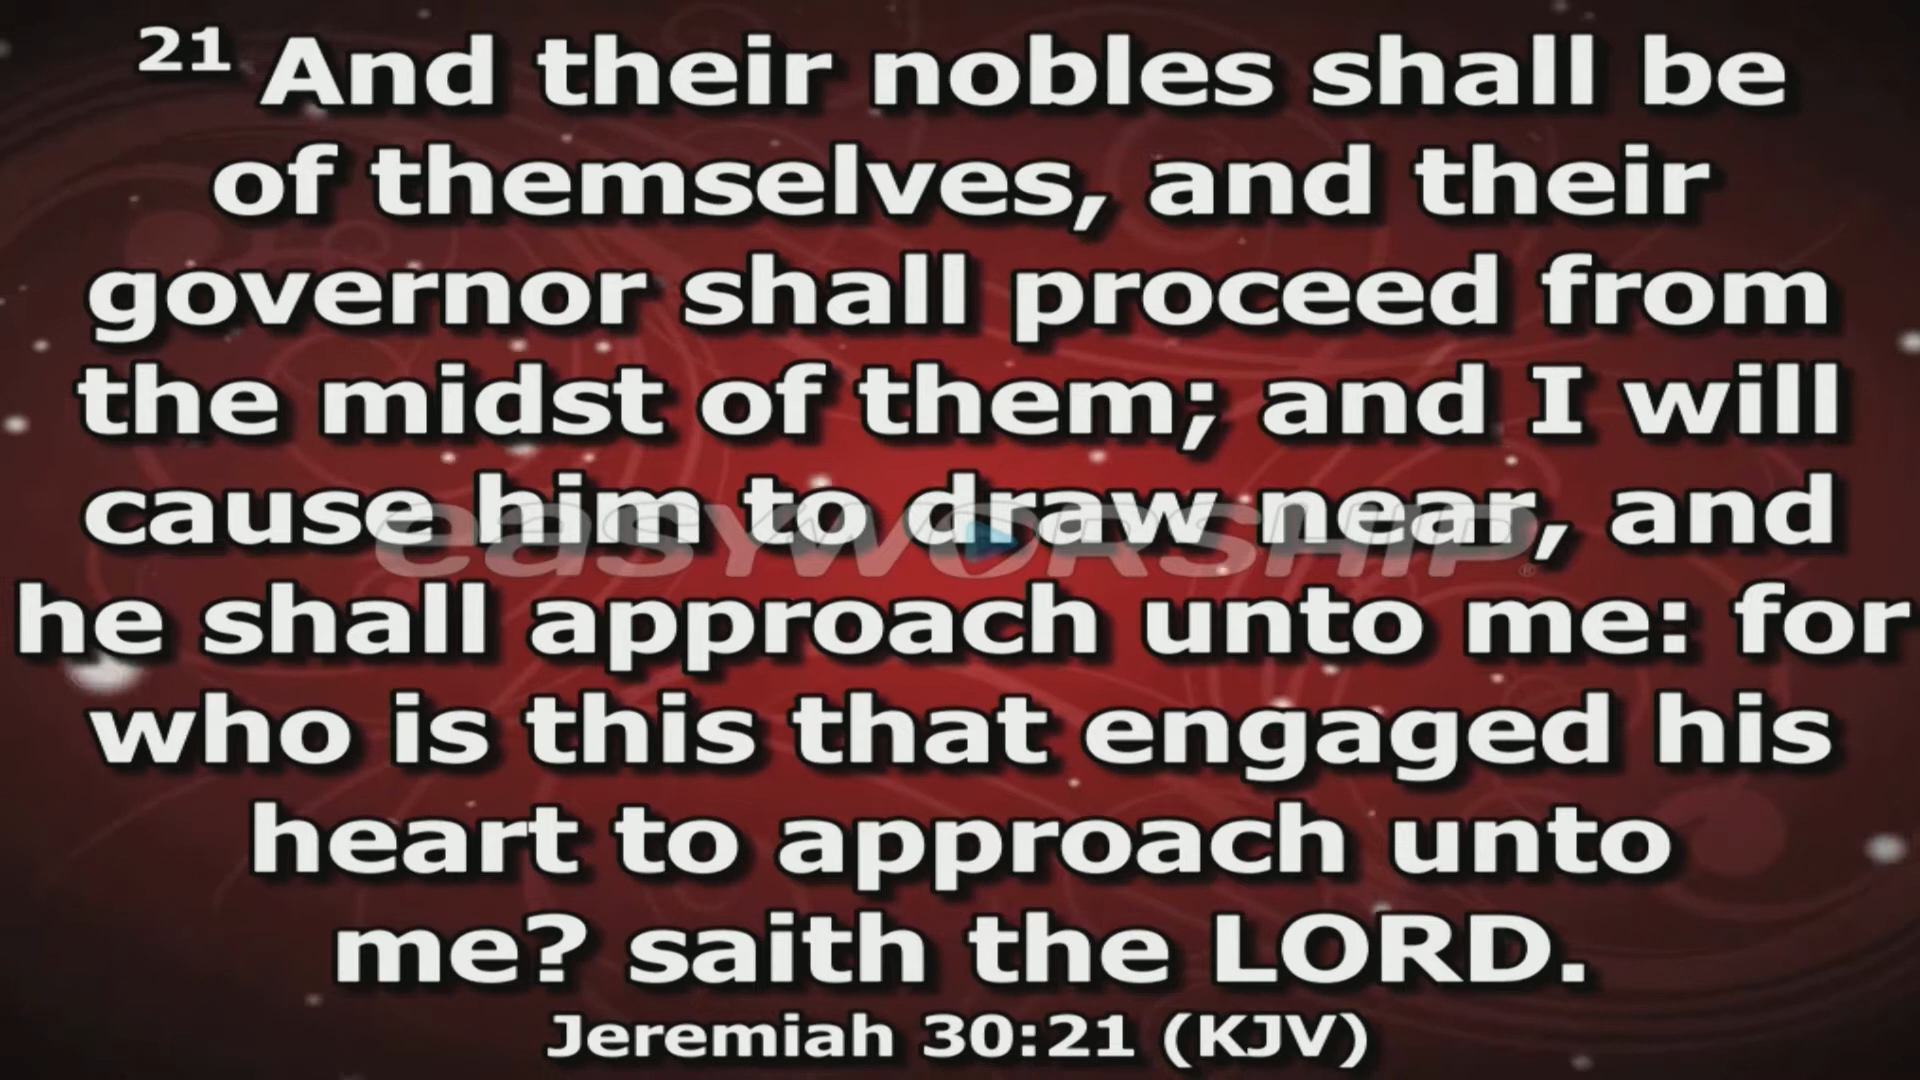 21 And their nobles shall be
of themselves, and their
governor shall proceed from
the midst of them; and I will
cause him to draw near, and
easyworship®
he shall approach unto me: for
who is this that engaged his
heart to approach unto
me? saith the LORD.
Jeremiah 30:21 (KJV)